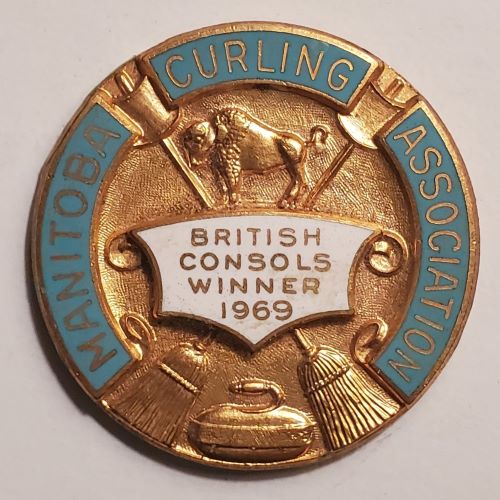 MANITOBA
CURLING
ASSOCIATION
BRITISH
CONSOLS
WINNER
1969